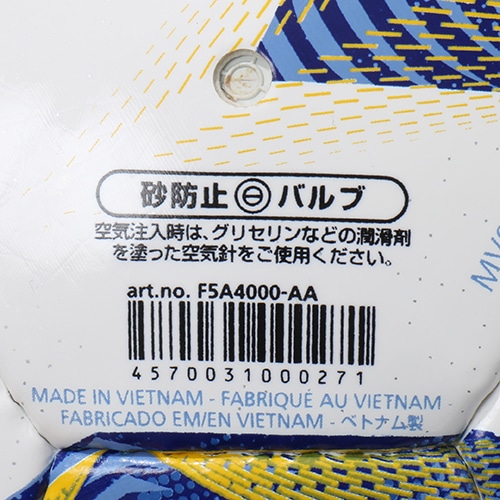 砂防止⊖バルブ
空気注入時は、グリセリンなどの潤滑剤
を塗った空気針をご使用ください。
art.no. F5A4000-AA
4570031000271
MADE IN VIETNAM - FABRIQUÉ AU VIETNAM
FABRICADO EM/EN VIETNAM - ベトナム製